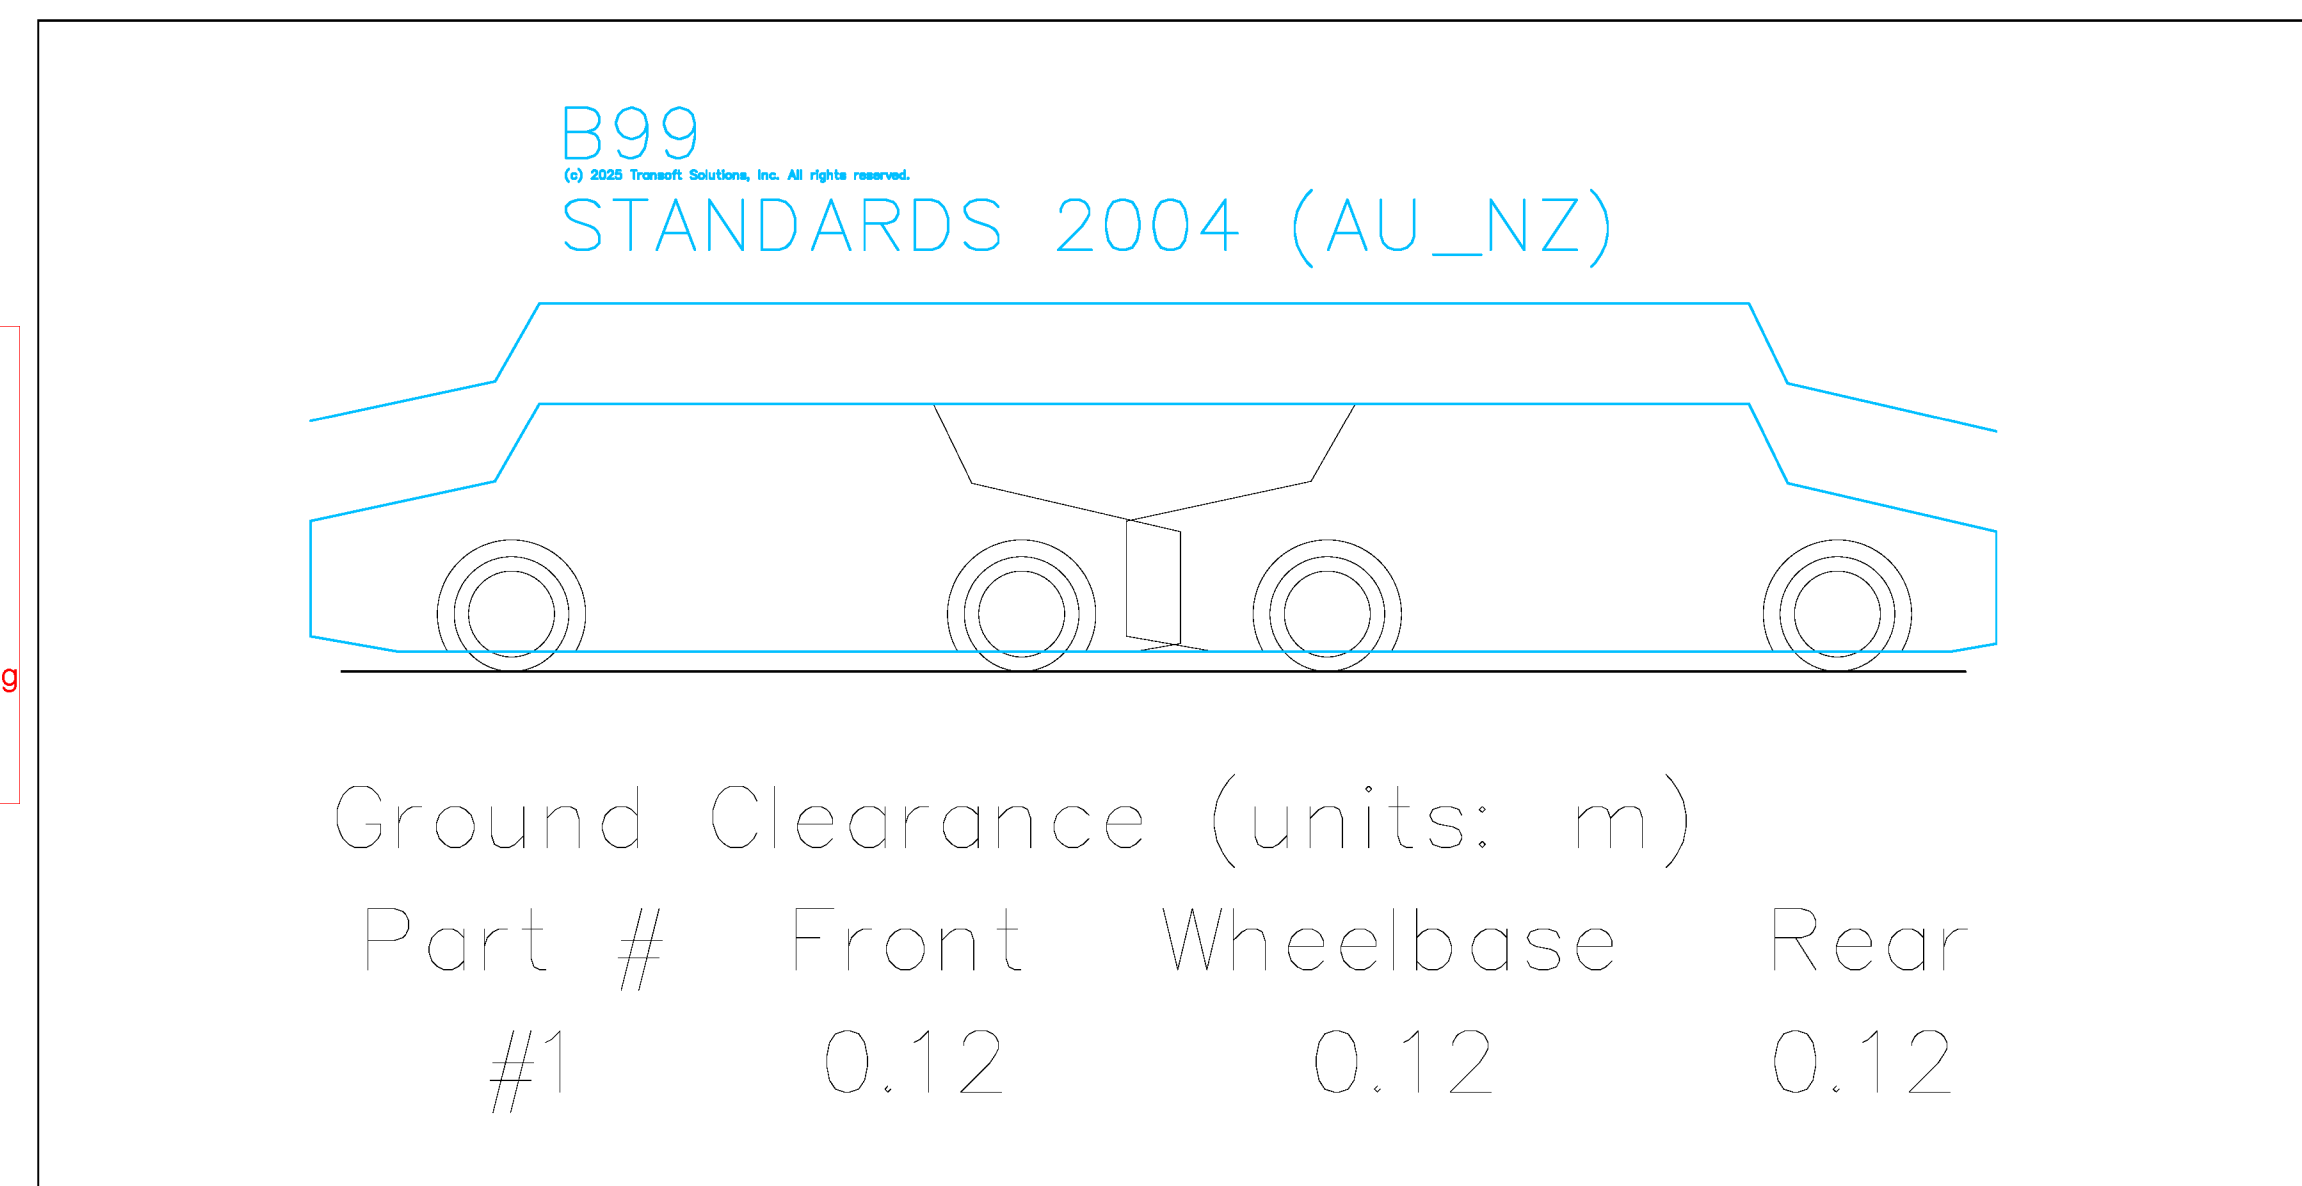 B99
(c) 2025 Transoft Solutions, Inc. All rights reserved.
STANDARDS 2004 (AU_NZ)
g
Ground Clearance (units: m)
Part # Front Wheelbase Rear
#1 0.12 0.12 0.12